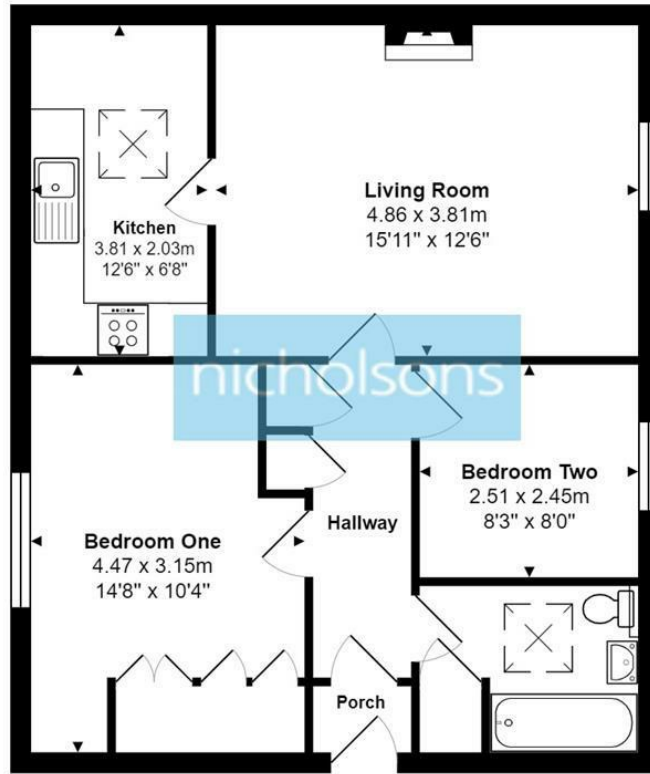 Living Room
4.86 x 3.81m
15'11" x 12'6"
Kitchen
3.81 x 2.03m
12'6" x 6'8"
nicholsons
Bedroom Two
2.51 x 2.45m
8'3" x 8'0"
Hallway
Bedroom One
4.47 x 3.15m
14'8" x 10'4"
Porch